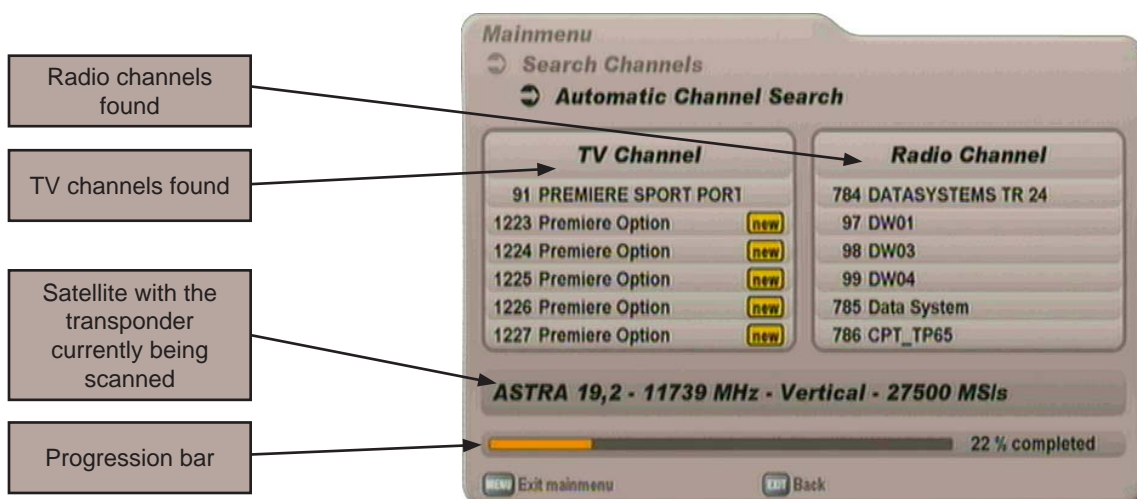 Radio channels
found
TV channels found
Satellite with the
transponder
currently being
scanned
Progression bar
Mainmenu
Search Channels
Automatic Channel Search
TV Channel
91 PREMIERE SPORT PORT
1223 Premiere Option new
1224 Premiere Option new
1225 Premiere Option new
1226 Premiere Option new
1227 Premiere Option new
Radio Channel
784 DATASYSTEMS TR 24
97 DW01
98 DW03
99 DW04
785 Data System
786 CPT_TP65
ASTRA 19,2 - 11739 MHz - Vertical - 27500 MS/s
22 % completed
MENU Exit mainmenu
EXIT Back